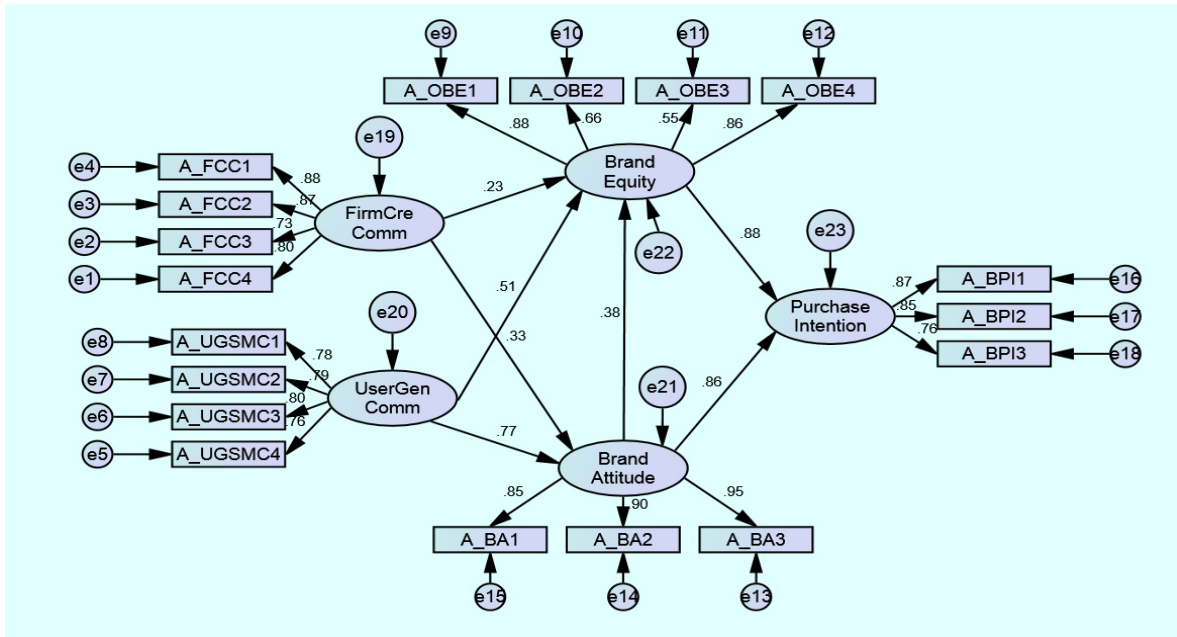 e9 e10 e11 e12
A_OBE1 A_OBE2 A_OBE3 A_OBE4
.88 .66 .55 .86
e19
e4 A_FCC1 .88
e3 A_FCC2 .87
e2 A_FCC3 .73
e1 A_FCC4 .80
FirmCre
Comm
Brand
Equity
.23
e22
.88
e23
.51
.33
.38
e20
Purchase
Intention
.87 A_BPI1 e16
.85 A_BPI2 e17
.76 A_BPI3 e18
e8 A_UGSMC1 .78
e7 A_UGSMC2 .79
e6 A_UGSMC3 .80
e5 A_UGSMC4 .76
UserGen
Comm
e21
.86
.77
Brand
Attitude
.85 .90 .95
A_BA1 A_BA2 A_BA3
e15 e14 e13